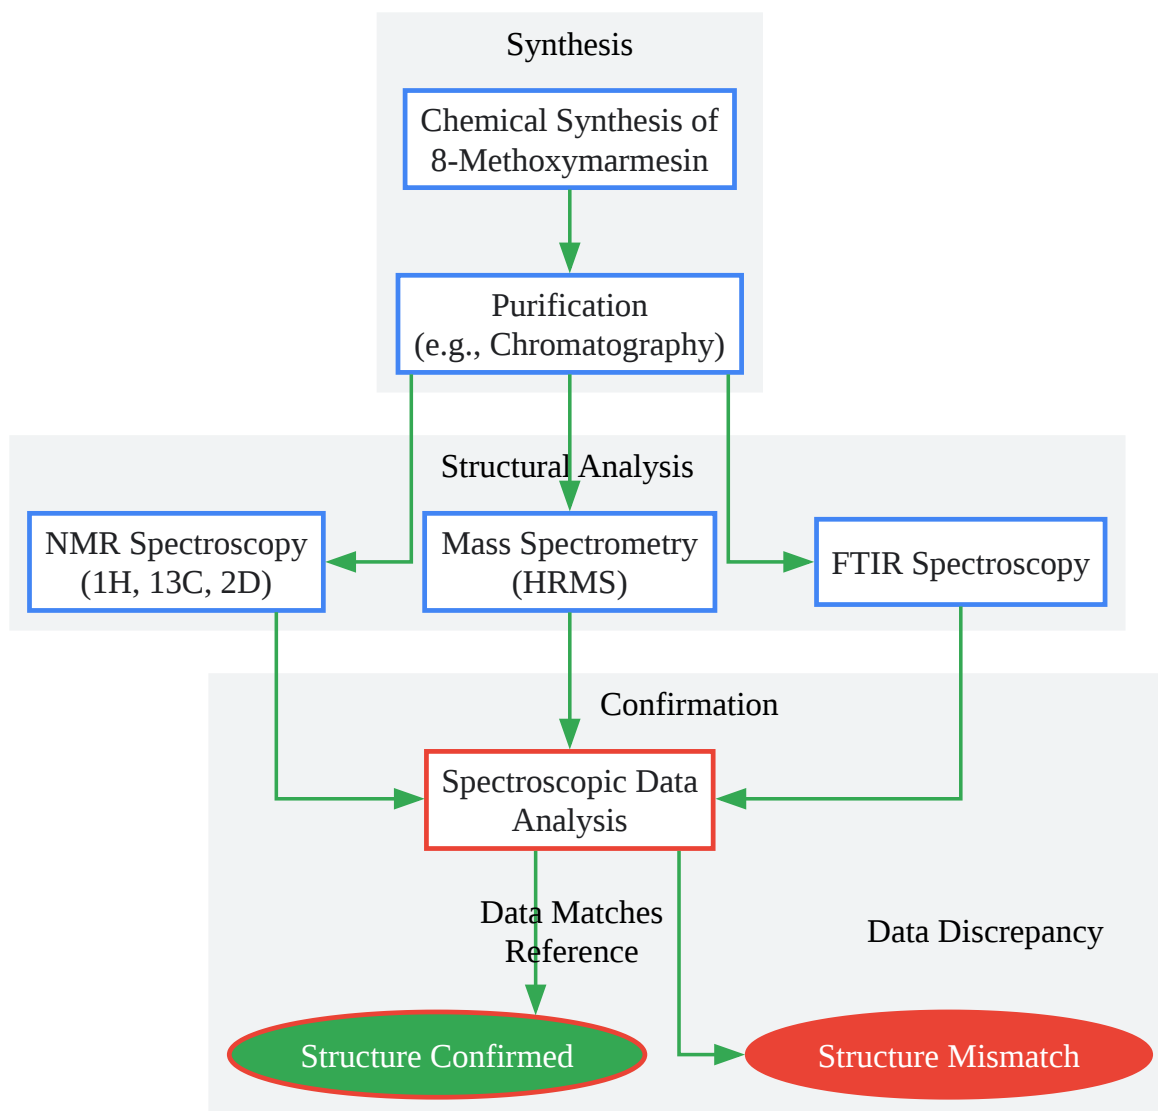 Synthesis
Chemical Synthesis of
8-Methoxymarmesin
Purification
(e.g., Chromatography)
Structural Analysis
NMR Spectroscopy
(1H, 13C, 2D)
Mass Spectrometry
(HRMS)
FTIR Spectroscopy
Confirmation
Spectroscopic Data
Analysis
Data Matches
Reference
Data Discrepancy
Structure Confirmed
Structure Mismatch